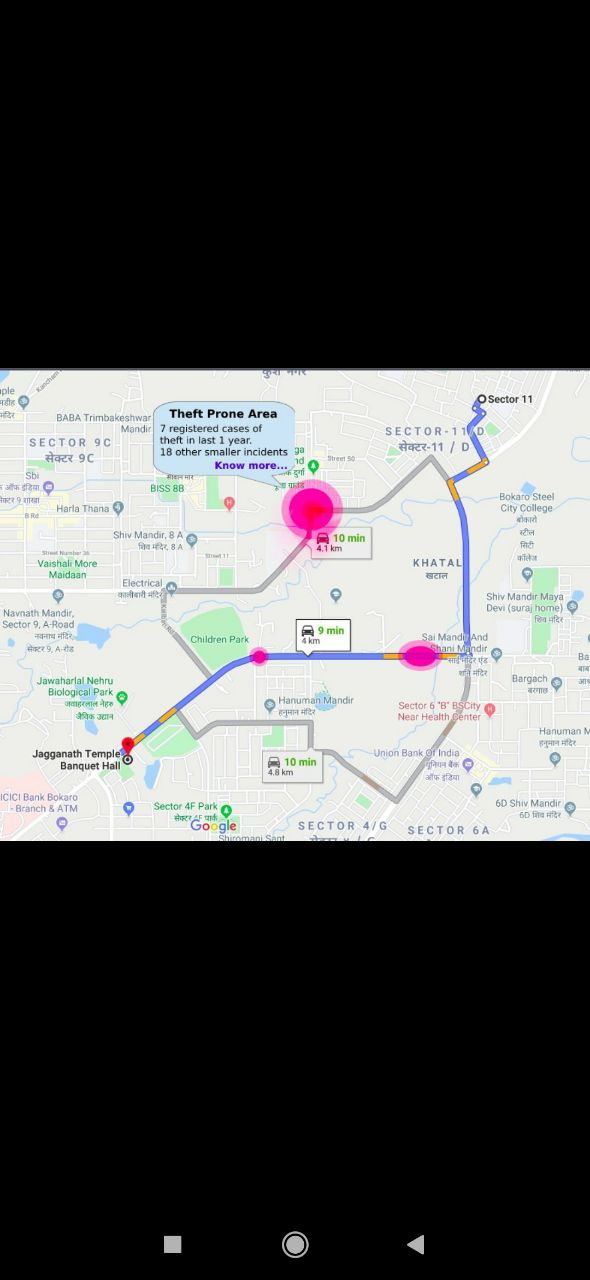 कुश नगर
Sector 11
Theft Prone Area
7 registered cases of
theft in last 1 year.
18 other smaller incidents
Know more...
BABA Trimbakeshwar
Mandir
SECTOR 9C
सेक्टर 9C
SECTOR-11/D
सेक्टर-11 / D
Street 50
Sbi
BISS 8B
Harla Thana
Bokaro Steel
City College
बोकारो
स्टील
सिटी
कॉलेज
Shiv Mandir, 8 A
शिव मंदिर, 8 A
10 min
4.1 km
Street Number 36
Street 11
Vaishali More
Maidaan
KHATAL
खटाल
Electrical
कालीबारी मंदिर
Shiv Mandir Maya
Devi (suraj home)
Navnath Mandir,
Sector 9, A-Road
नवनाथ मंदिर,
सेक्टर 9, A-रोड
Children Park
9 min
4 km
Sai Mandir And
Shani Mandir
साई मंदिर एंड
शनि मंदिर
Jawaharlal Nehru
Biological Park
जवाहरलाल नेहरू
जैविक उद्यान
Bargach
बरगाछ
Hanuman Mandir
हनुमान मंदिर
Sector 6 "B" BSCity
Near Health Center
Hanuman M
हनुमान मंदिर
Jagganath Temple
Banquet Hall
10 min
4.8 km
Union Bank Of India
यूनियन बैंक
ऑफ इंडिया
ICICI Bank Bokaro
- Branch & ATM
Sector 4F Park
सेक्टर 4F पार्क
6D Shiv Mandir
6D शिव मंदिर
Google
SECTOR 4/G
SECTOR 6A
Shiromani Sant